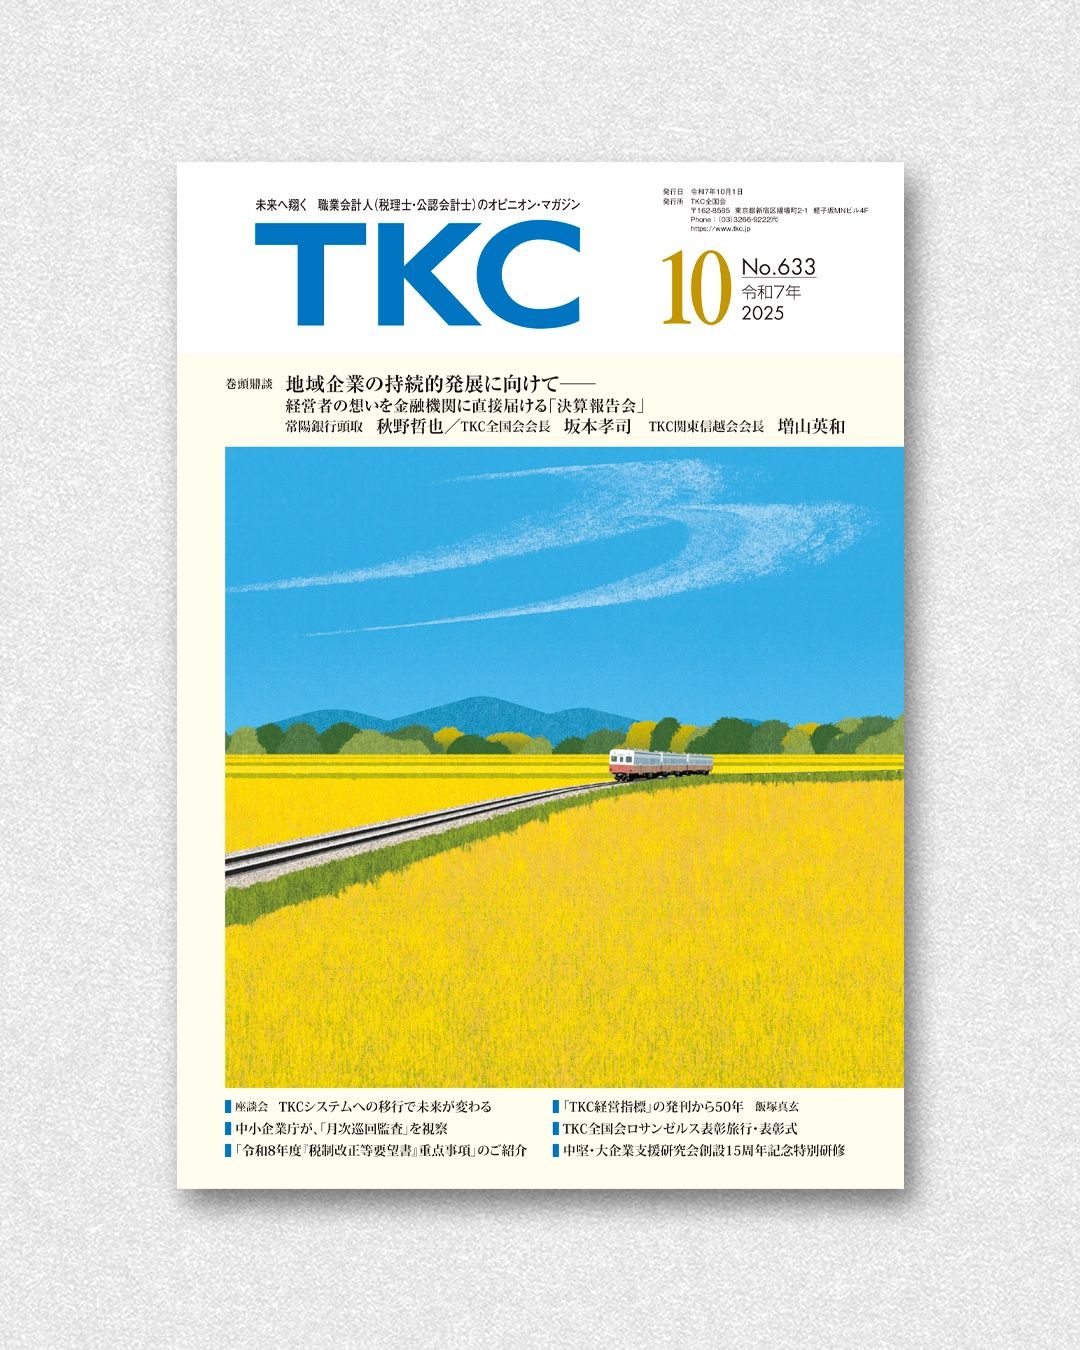 未来へ翔く 職業会計人(税理士・公認会計士)のオピニオン・マガジン
TKC
発行日 令和7年10月1日
発行所 TKC全国会
〒162-8585 東京都新宿区揚場町2-1 軽子坂MNビル4F
Phone:(03)3266-9222㈹
https://www.tkc.jp
10
No.633
令和7年
2025
巻頭鼎談 地域企業の持続的発展に向けて——
経営者の想いを金融機関に直接届ける「決算報告会」
常陽銀行頭取 秋野哲也/TKC全国会会長 坂本孝司 TKC関東信越会会長 増山英和
座談会 TKCシステムへの移行で未来が変わる
中小企業庁が、「月次巡回監査」を視察
「令和8年度『税制改正等要望書』重点事項」のご紹介
「TKC経営指標」の発刊から50年 飯塚真玄
TKC全国会ロサンゼルス表彰旅行・表彰式
中堅・大企業支援研究会創設15周年記念特別研修